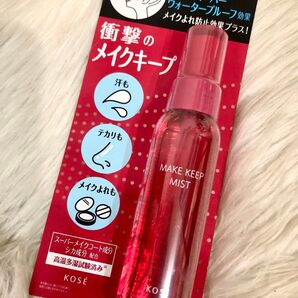 ウォータープルーフ効果
メイクよれ防止効果プラス!
衝撃の
メイクキープ
汗も
テカリも
メイクよれも
スーパーメイクコート成分
シカ成分 配合
高温多湿試験済み
KOSÉ
MAKE KEEP
MIST
KOSÉ